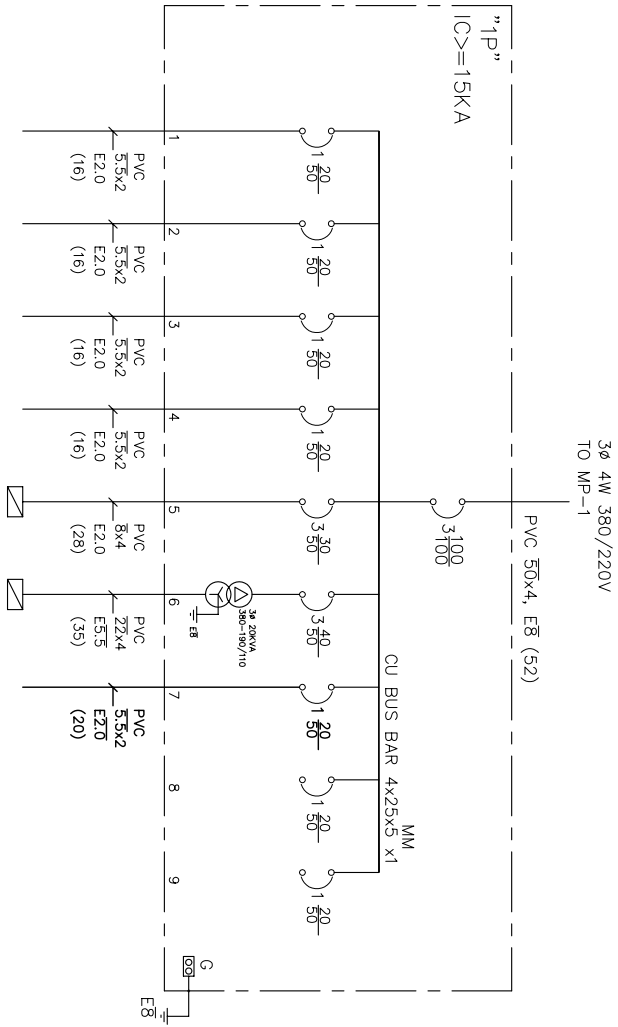 3ø 4W 380/220V
TO MP-1
"1P"
IC>=15KA
PVC 50x4, E8 (52)
3 100
100
MM
CU BUS BAR 4x25x5 x1
1 20
50
1 20
50
1 20
50
1 20
50
3 30
50
3 40
50
1 20
50
1 20
50
1 20
50
3ø 20KVA
380-190/110
E8
1
2
3
4
5
6
7
8
9
G
E8
PVC
5.5x2
E2.0
(16)
PVC
5.5x2
E2.0
(16)
PVC
5.5x2
E2.0
(16)
PVC
5.5x2
E2.0
(16)
PVC
8x4
E2.0
(28)
PVC
22x4
E5.5
(35)
PVC
5.5x2
E2.0
(20)